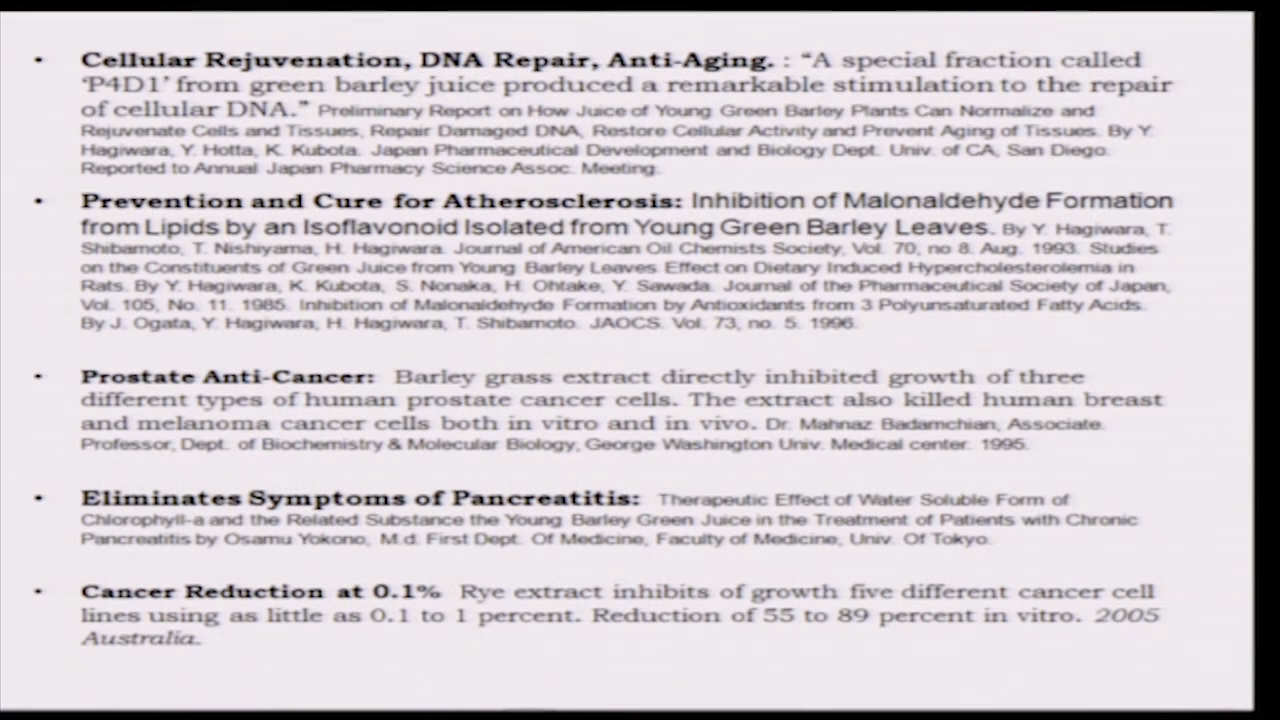 • Cellular Rejuvenation, DNA Repair, Anti-Aging. : “A special fraction called
‘P4D1’ from green barley juice produced a remarkable stimulation to the repair
of cellular DNA.” Preliminary Report on How Juice of Young Green Barley Plants Can Normalize and
Rejuvenate Cells and Tissues, Repair Damaged DNA, Restore Cellular Activity and Prevent Aging of Tissues. By Y.
Hagiwara, Y. Hotta, K. Kubota. Japan Pharmaceutical Development and Biology Dept. Univ. of CA, San Diego.
Reported to Annual Japan Pharmacy Science Assoc. Meeting.
• Prevention and Cure for Atherosclerosis: Inhibition of Malonaldehyde Formation
from Lipids by an Isoflavonoid Isolated from Young Green Barley Leaves. By Y. Hagiwara, T.
Shibamoto, T. Nishiyama, H. Hagiwara. Journal of American Oil Chemists Society, Vol. 70, no 8. Aug. 1993. Studies
on the Constituents of Green Juice from Young Barley Leaves Effect on Dietary Induced Hypercholesterolemia in
Rats. By Y. Hagiwara, K. Kubota, S. Nonaka, H. Ohtake, Y. Sawada. Journal of the Pharmaceutical Society of Japan,
Vol. 105, No. 11. 1985. Inhibition of Malonaldehyde Formation by Antioxidants from 3 Polyunsaturated Fatty Acids.
By J. Ogata, Y. Hagiwara, H. Hagiwara, T. Shibamoto. JAOCS. Vol. 73, no. 5. 1996.
• Prostate Anti-Cancer: Barley grass extract directly inhibited growth of three
different types of human prostate cancer cells. The extract also killed human breast
and melanoma cancer cells both in vitro and in vivo. Dr. Mahnaz Badamchian, Associate.
Professor, Dept. of Biochemistry & Molecular Biology, George Washington Univ. Medical center. 1995.
• Eliminates Symptoms of Pancreatitis: Therapeutic Effect of Water Soluble Form of
Chlorophyll-a and the Related Substance the Young Barley Green Juice in the Treatment of Patients with Chronic
Pancreatitis by Osamu Yokono, M.d. First Dept. Of Medicine, Faculty of Medicine, Univ. Of Tokyo.
• Cancer Reduction at 0.1% Rye extract inhibits of growth five different cancer cell
lines using as little as 0.1 to 1 percent. Reduction of 55 to 89 percent in vitro. 2005
Australia.